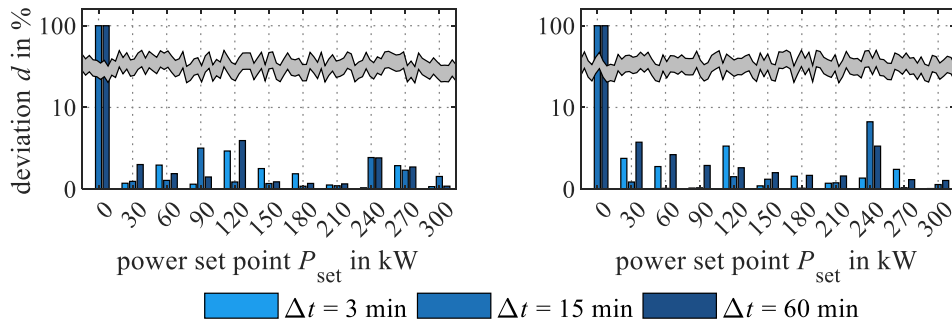 deviation d in %
100
10
0
0 30 60 90 120 150 180 210 240 270 300
power set point Pset in kW
100
10
0
0 30 60 90 120 150 180 210 240 270 300
power set point Pset in kW
Δt = 3 min Δt = 15 min Δt = 60 min